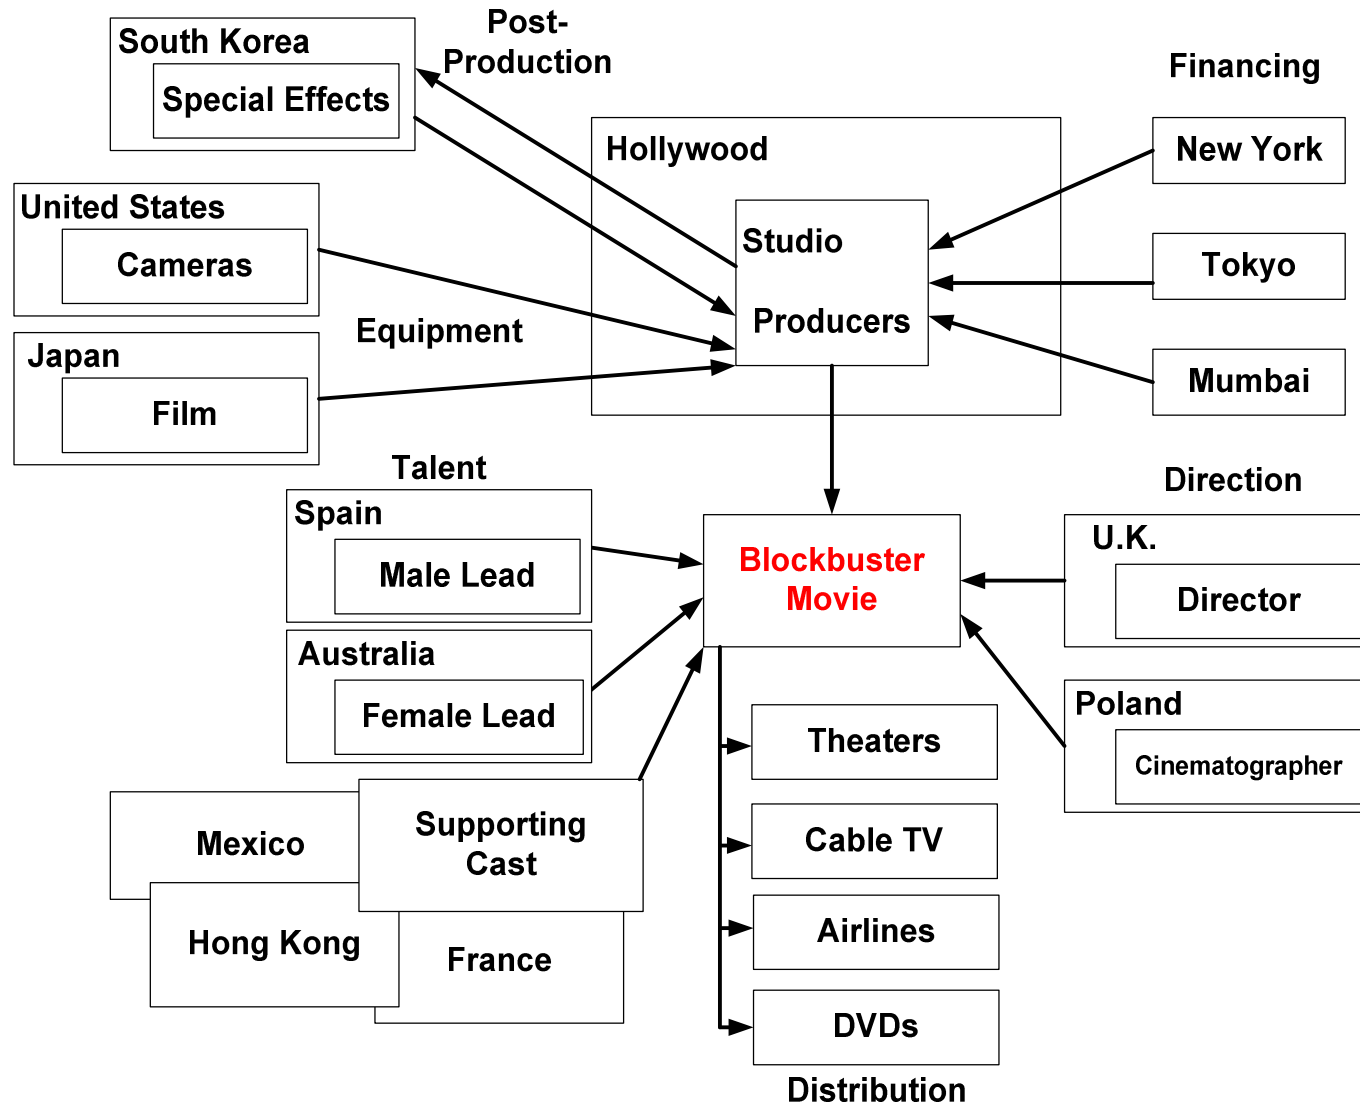 Post-
Production
Financing
South Korea
Special Effects
Hollywood
New York
United States
Cameras
Studio
Producers
Tokyo
Equipment
Japan
Film
Mumbai
Talent
Direction
Spain
Male Lead
Blockbuster
Movie
U.K.
Director
Australia
Female Lead
Poland
Cinematographer
Theaters
Supporting
Cast
Mexico
Cable TV
Hong Kong
France
Airlines
DVDs
Distribution